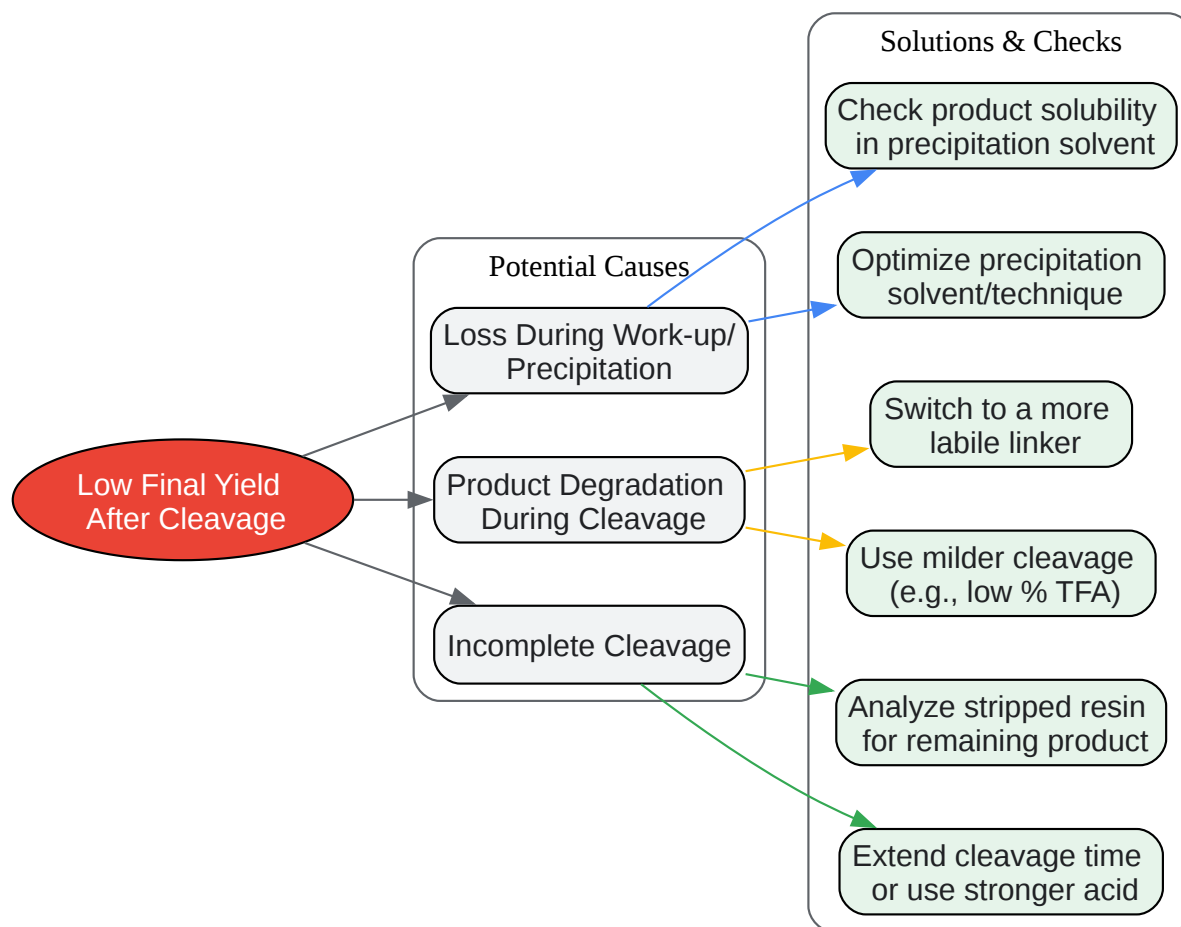 Solutions & Checks
Check product solubility
in precipitation solvent
Optimize precipitation
solvent/technique
Potential Causes
Loss During Work-up/
Precipitation
Switch to a more
labile linker
Low Final Yield
After Cleavage
Product Degradation
During Cleavage
Use milder cleavage
(e.g., low % TFA)
Incomplete Cleavage
Analyze stripped resin
for remaining product
Extend cleavage time
or use stronger acid